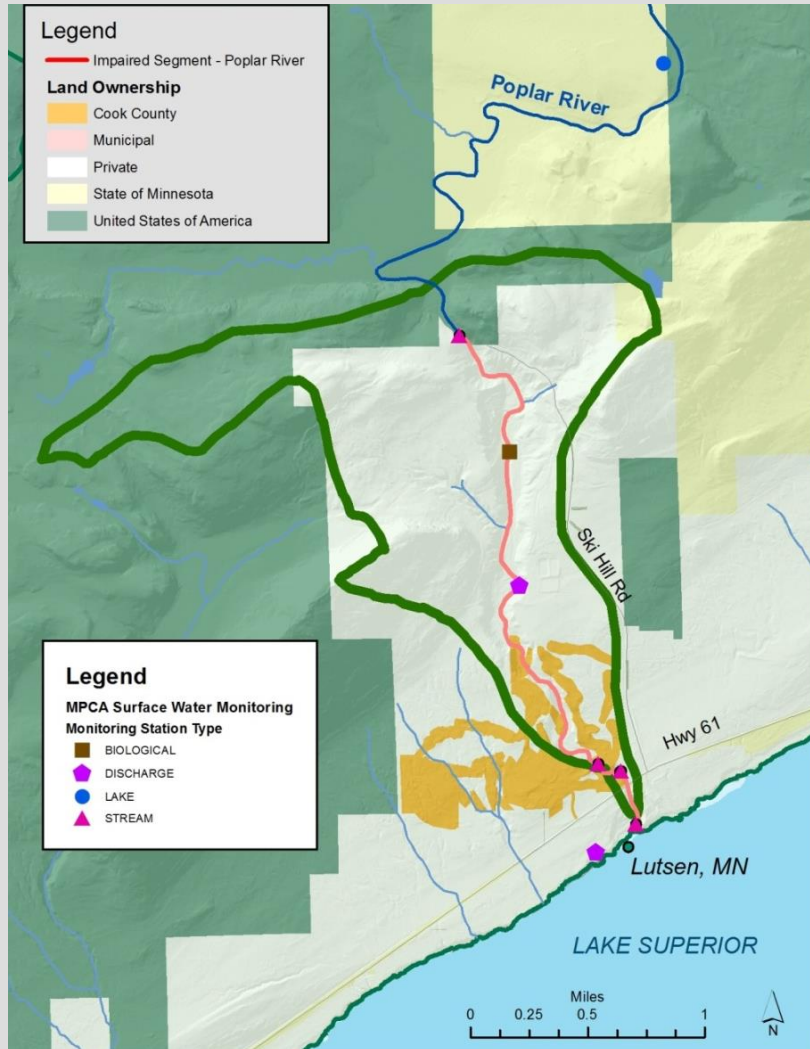 Legend
Impaired Segment - Poplar River
Land Ownership
Cook County
Municipal
Private
State of Minnesota
United States of America
Poplar River
Ski Hill Rd
Hwy 61
Legend
MPCA Surface Water Monitoring
Monitoring Station Type
BIOLOGICAL
DISCHARGE
LAKE
STREAM
Lutsen, MN
LAKE SUPERIOR
Miles
0 0.25 0.5 1
N